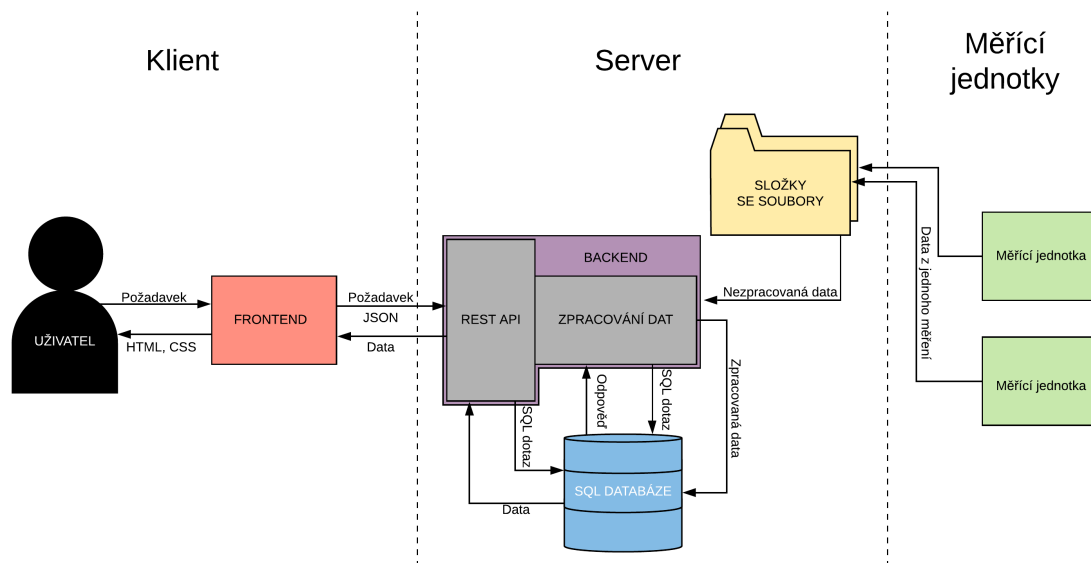 Klient
Server
Měřící
jednotky
SLOŽKY
SE SOUBORY
Data z jednoho měření
Měřící jednotka
Měřící jednotka
BACKEND
Nezpracovaná data
UŽIVATEL
Požadavek
HTML, CSS
FRONTEND
Požadavek
JSON
Data
REST API
ZPRACOVÁNÍ DAT
Zpracovaná data
SQL dotaz
Odpověď
SQL dotaz
SQL DATABÁZE
Data